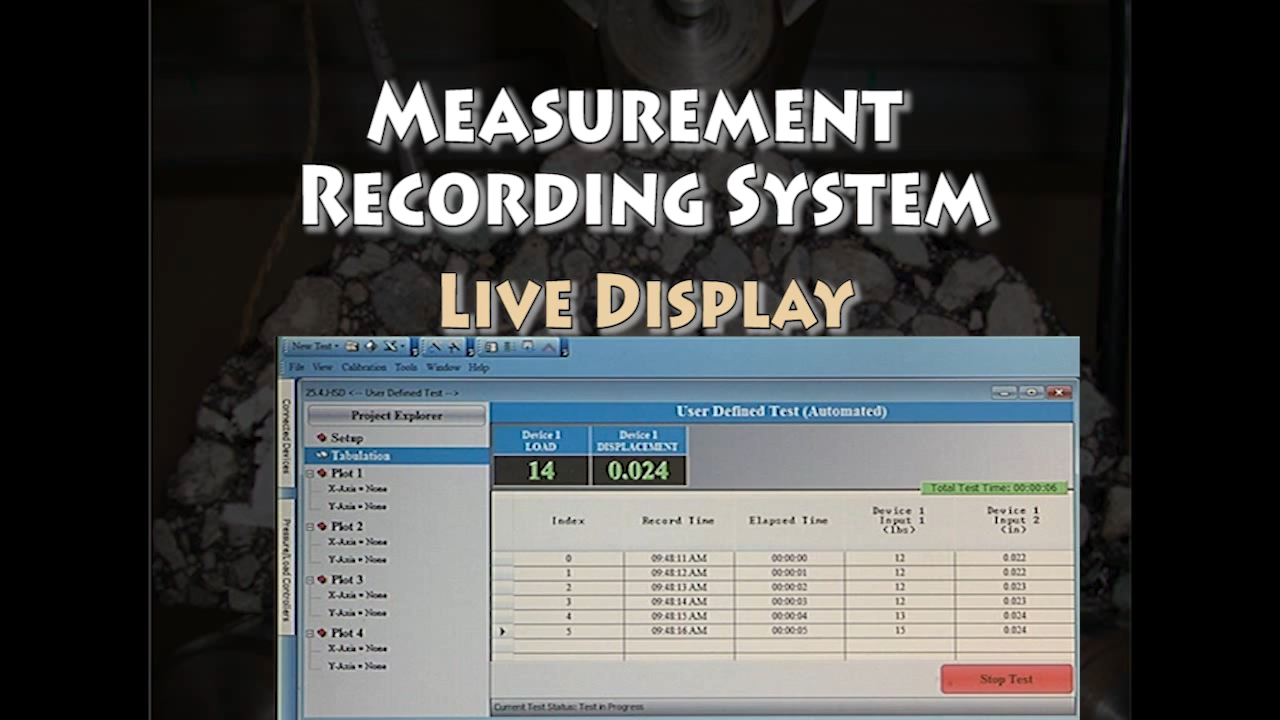 MEASUREMENT
RECORDING SYSTEM
LIVE DISPLAY
New Test
File View Calibration Tools Window Help
25.4J-ISD <-- User Defined Test -->
Connected Devices
Pressure/Load Controllers
Project Explorer
Setup
Tabulation
Plot 1
X-Axis = None
Y-Axis = None
Plot 2
X-Axis = None
Y-Axis = None
Plot 3
X-Axis = None
Y-Axis = None
Plot 4
X-Axis = None
Y-Axis = None
User Defined Test (Automated)
Device 1 LOAD Device 1 DISPLACEMENT
14 0.024
Total Test Time: 00:00:06
Index Record Time Elapsed Time Device 1 Input 1 (lbs) Device 1 Input 2 (in)
0 09:48:11 AM 00:00:00 12 0.022
1 09:48:12 AM 00:00:01 12 0.022
2 09:48:13 AM 00:00:02 12 0.023
3 09:48:14 AM 00:00:03 12 0.023
4 09:48:15 AM 00:00:04 13 0.024
5 09:48:16 AM 00:00:05 15 0.024
Stop Test
Current Test Status: Test in Progress